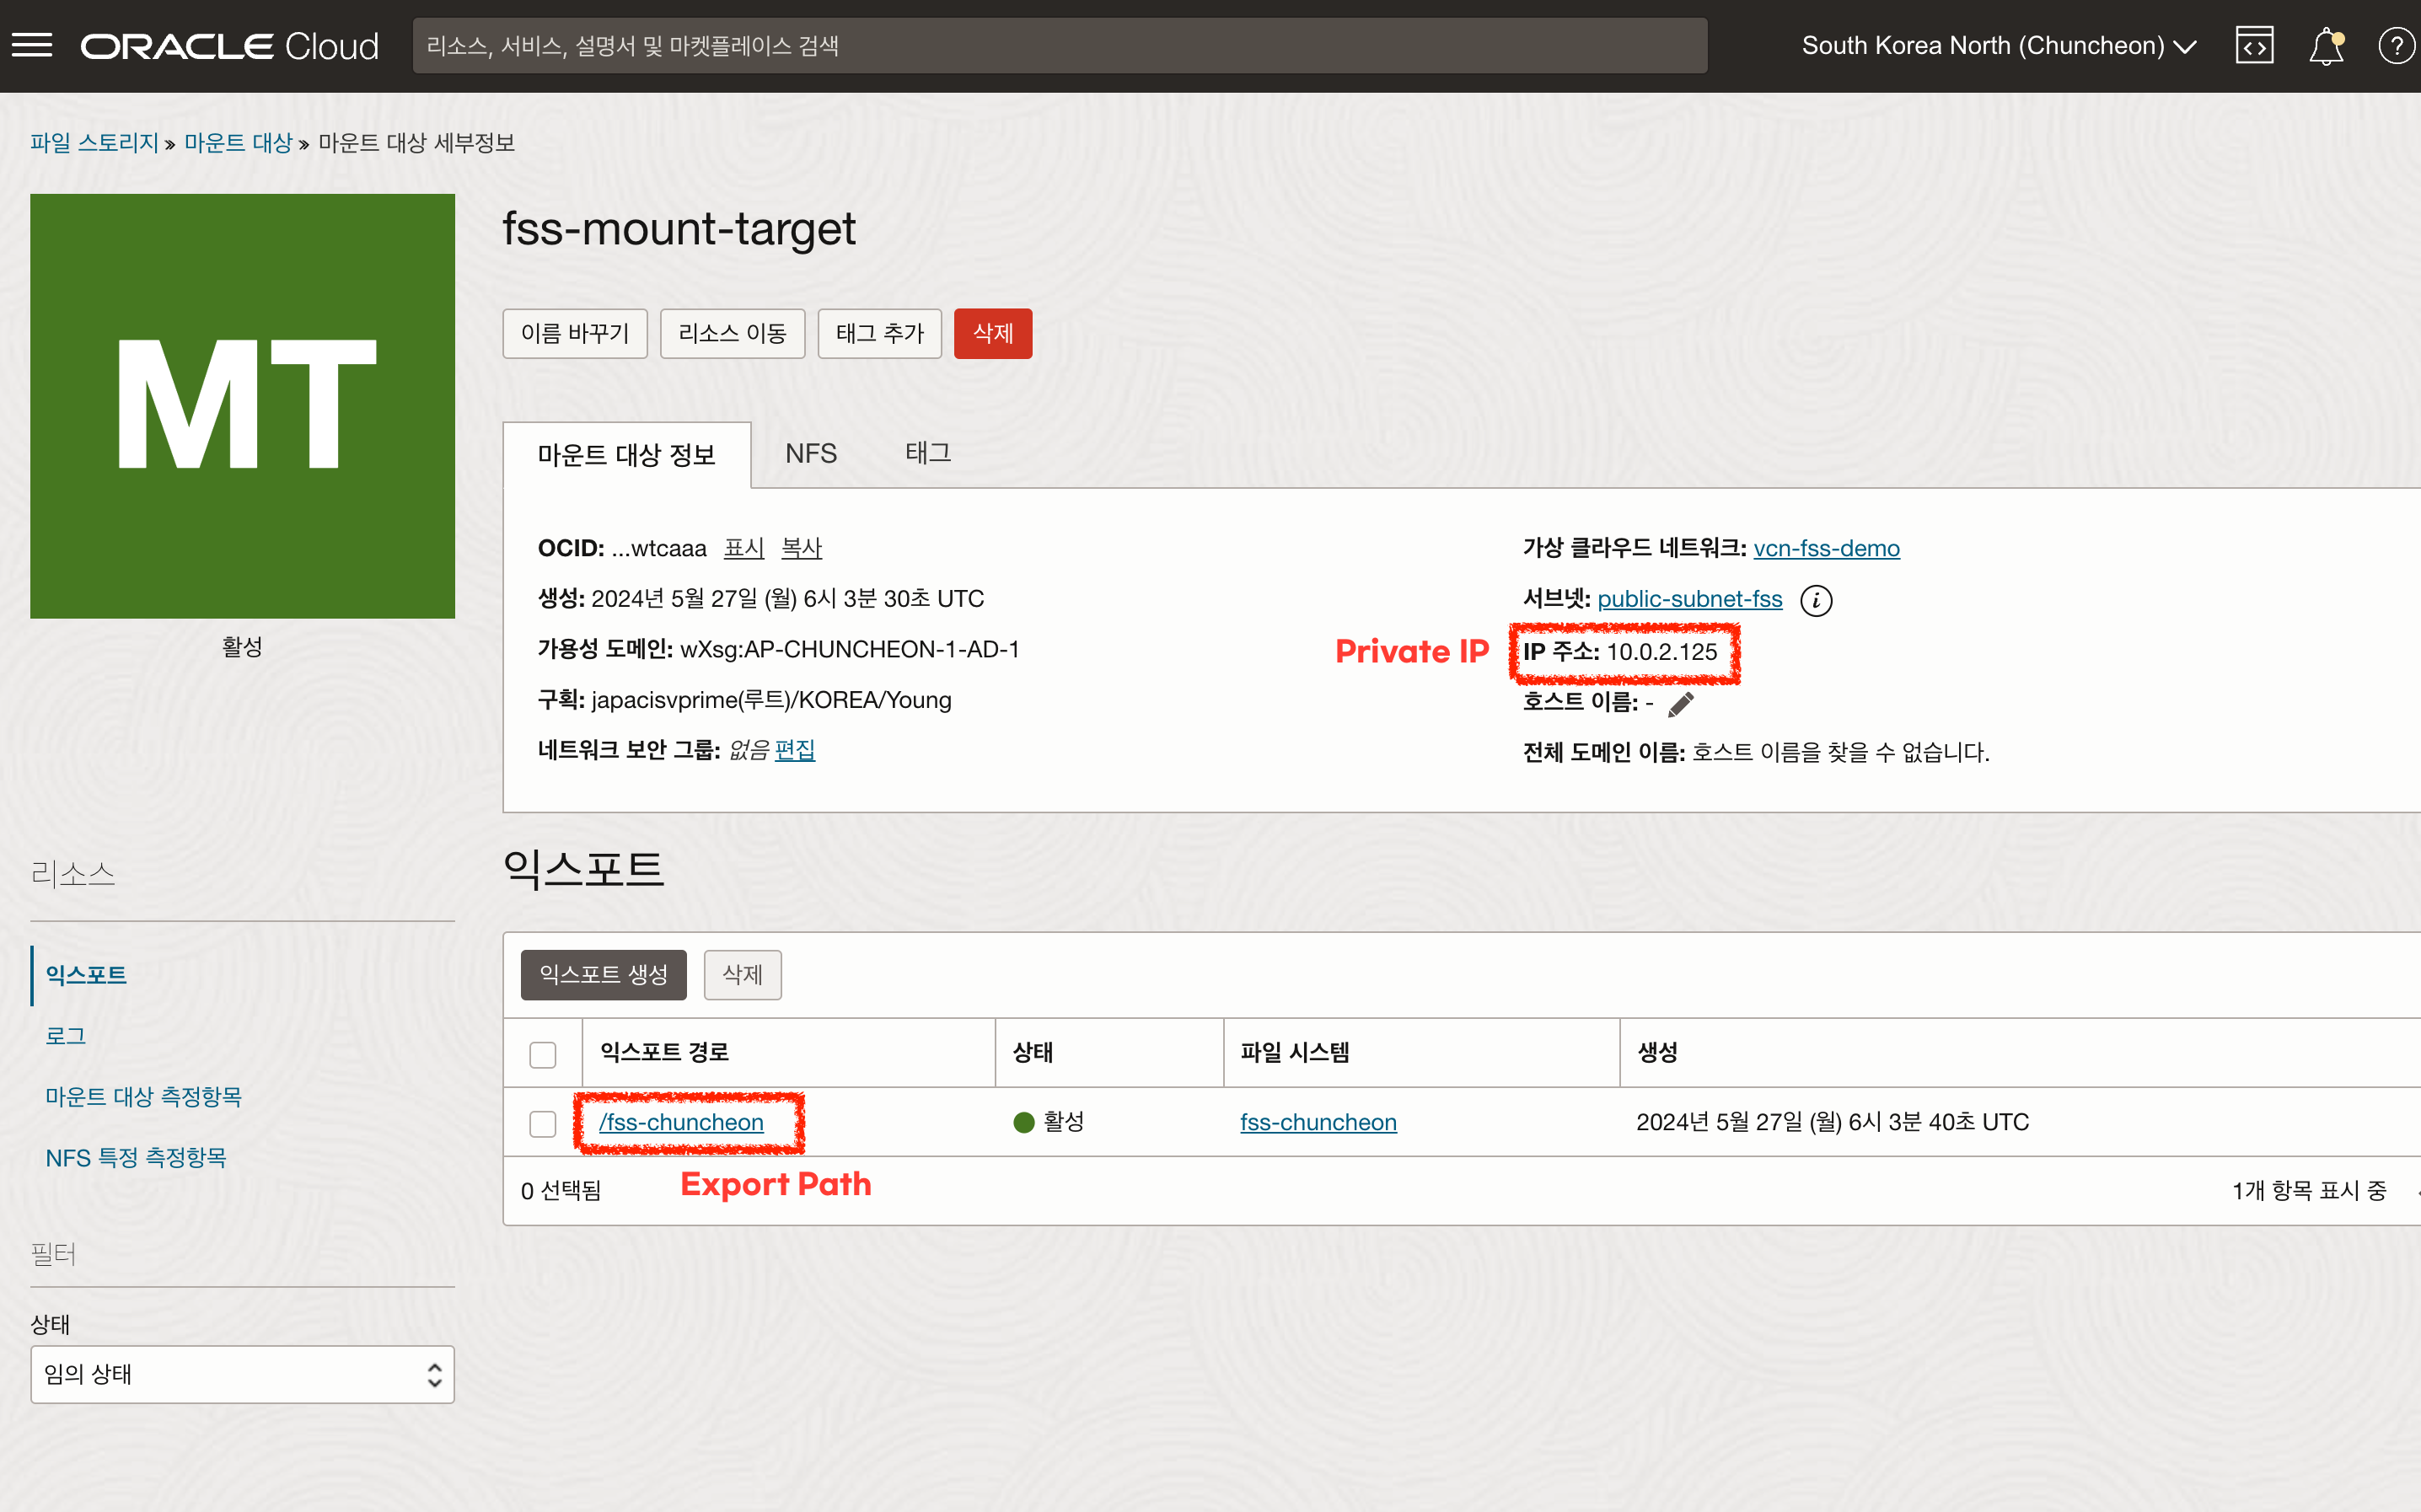 ORACLE Cloud
리소스, 서비스, 설명서 및 마켓플레이스 검색
South Korea North (Chuncheon)
파일 스토리지 » 마운트 대상 » 마운트 대상 세부정보
MT
활성
fss-mount-target
이름 바꾸기 리소스 이동 태그 추가 삭제
마운트 대상 정보 NFS 태그
OCID: ...wtcaaa 표시 복사
생성: 2024년 5월 27일 (월) 6시 3분 30초 UTC
가용성 도메인: wXsg:AP-CHUNCHEON-1-AD-1
구획: japacisvprime(루트)/KOREA/Young
네트워크 보안 그룹: 없음 편집
가상 클라우드 네트워크: vcn-fss-demo
서브넷: public-subnet-fss
Private IP
IP 주소: 10.0.2.125
호스트 이름: -
전체 도메인 이름: 호스트 이름을 찾을 수 없습니다.
리소스
익스포트
로그
마운트 대상 측정항목
NFS 특정 측정항목
필터
상태
임의 상태
익스포트
익스포트 생성 삭제
익스포트 경로 상태 파일 시스템 생성
/fss-chuncheon 활성 fss-chuncheon 2024년 5월 27일 (월) 6시 3분 40초 UTC
Export Path
0 선택됨 1개 항목 표시 중